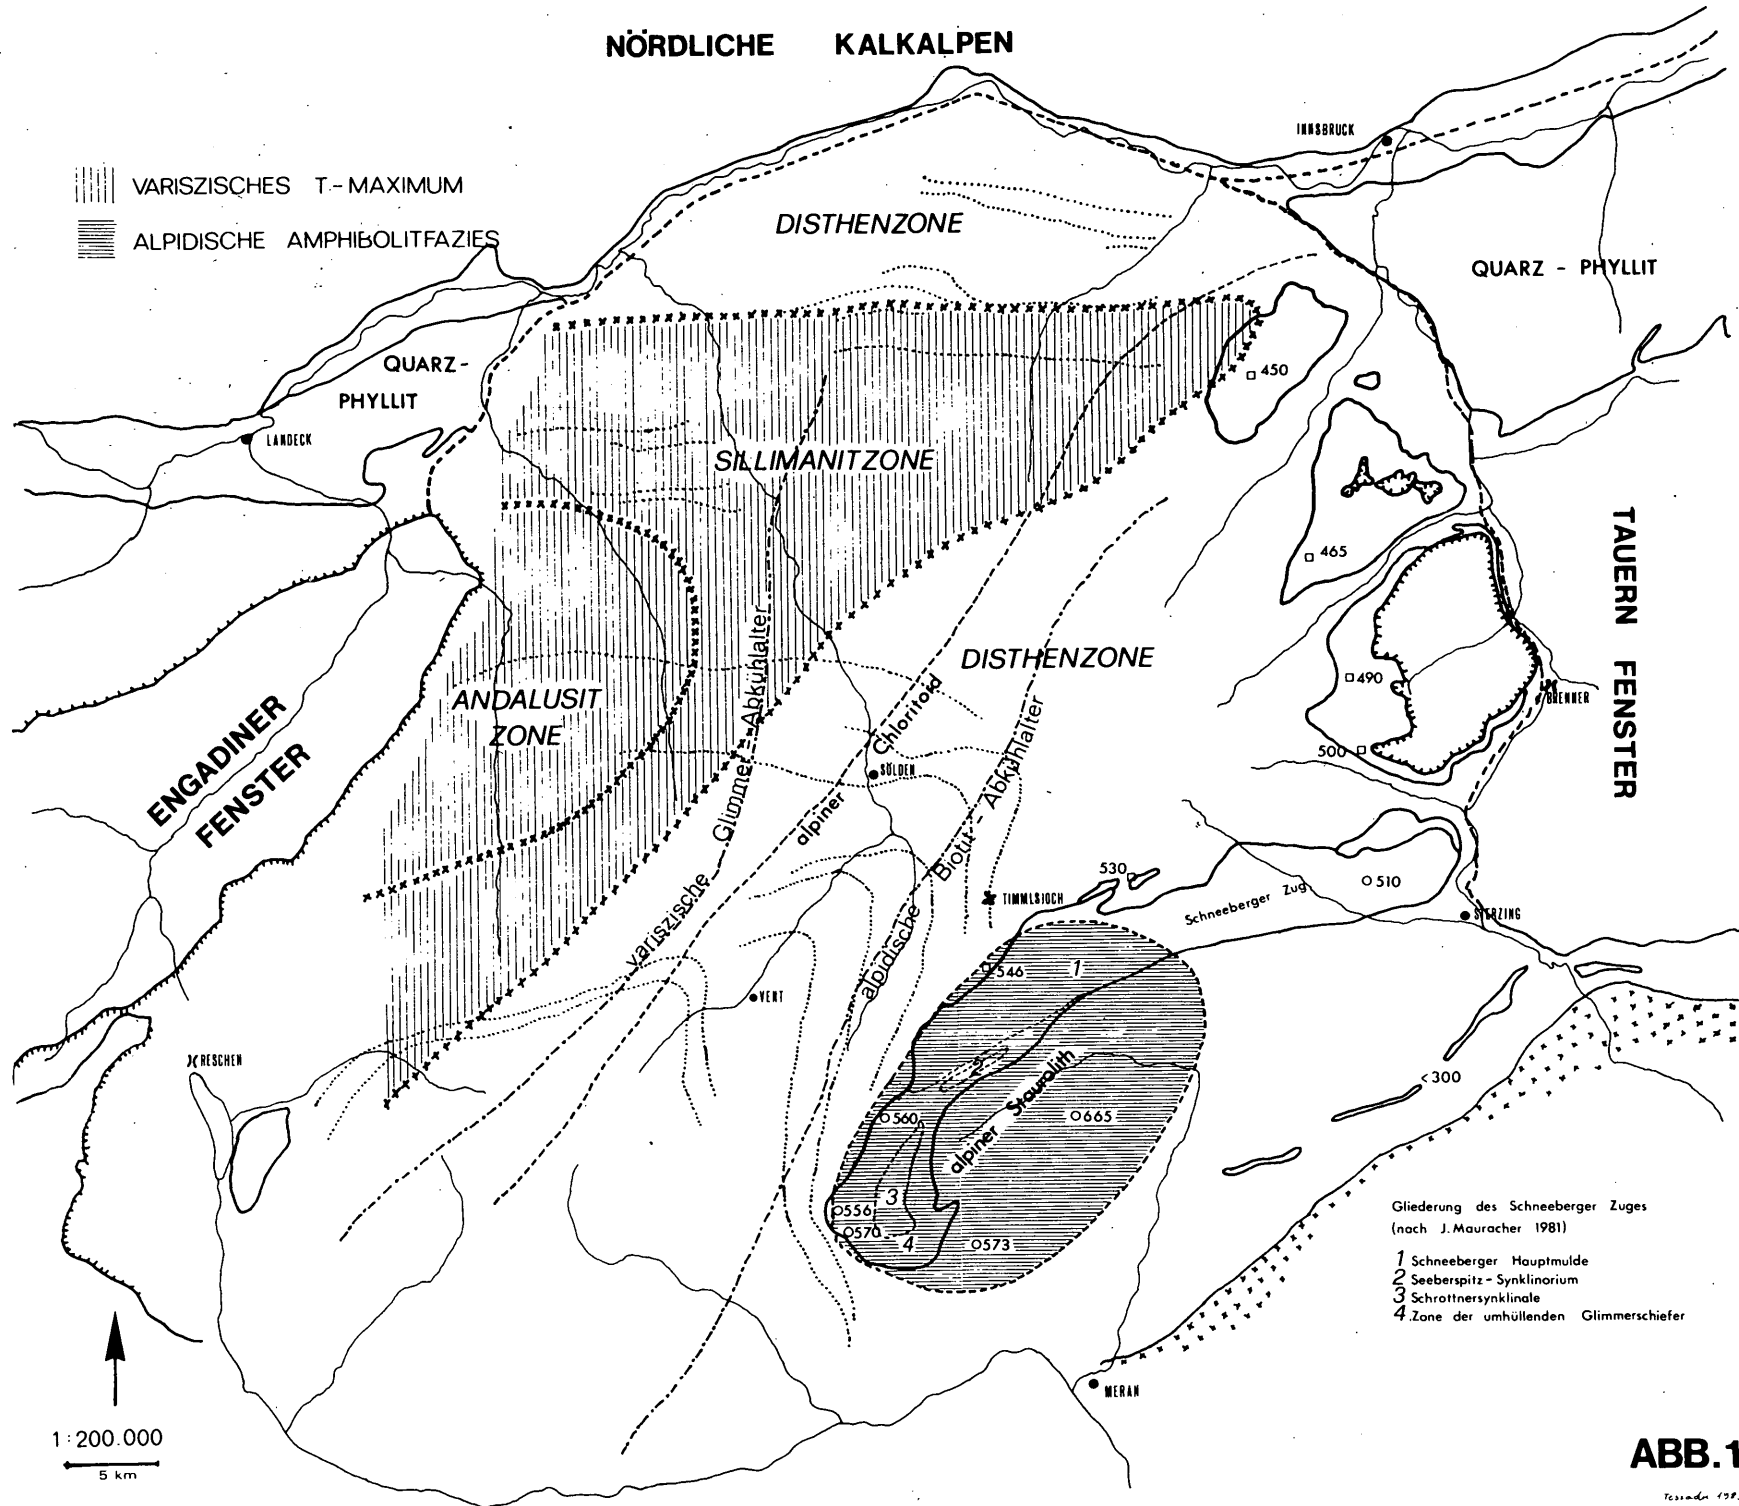 NÖRDLICHE KALKALPEN
INNSBRUCK
VARISZISCHES T.-MAXIMUM
ALPIDISCHE AMPHIBOLITFAZIES
DISTHENZONE
QUARZ - PHYLLIT
QUARZ-
PHYLLIT
450
LANDECK
SILLIMANITZONE
465
TAUERN FENSTER
DISTHENZONE
490
BRENNER
500
ANDALUSIT
ZONE
ENGADINER
FENSTER
variszische Glimmer Abkühlalter
alpiner Chloritoid
SÖLDEN
alpidische Biotit - Abkühlalter
530
TIMMLSJOCH
Schneeberger Zug
510
STERZING
546
1
VENT
RESCHEN
2
alpiner Staurolith
<300
560
665
3
556
570
4
573
Gliederung des Schneeberger Zuges
(nach J. Mauracher 1981)
1 Schneeberger Hauptmulde
2 Seeberspitz - Synklinorium
3 Schrottnersynklinale
4 .Zone der umhüllenden Glimmerschiefer
MERAN
1:200.000
5 km
ABB.1